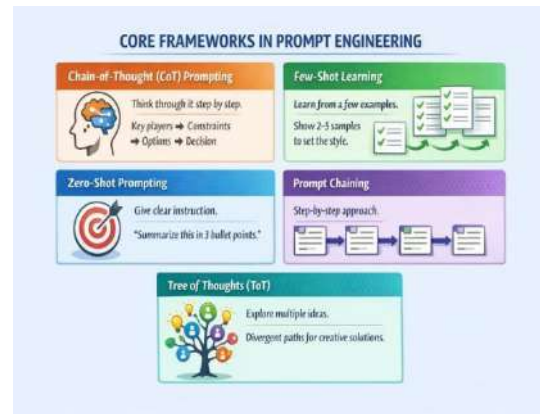 CORE FRAMEWORKS IN PROMPT ENGINEERING
Chain-of-Thought (CoT) Prompting
Think through it step by step.
Key players ➔ Constraints
➔ Options ➔ Decision
Few-Shot Learning
Learn from a few examples.
Show 2–5 samples
to set the style.
Zero-Shot Prompting
Give clear instruction.
"Summarize this in 3 bullet points."
Prompt Chaining
Step-by-step approach.
Tree of Thoughts (ToT)
Explore multiple ideas.
Divergent paths for creative solutions.